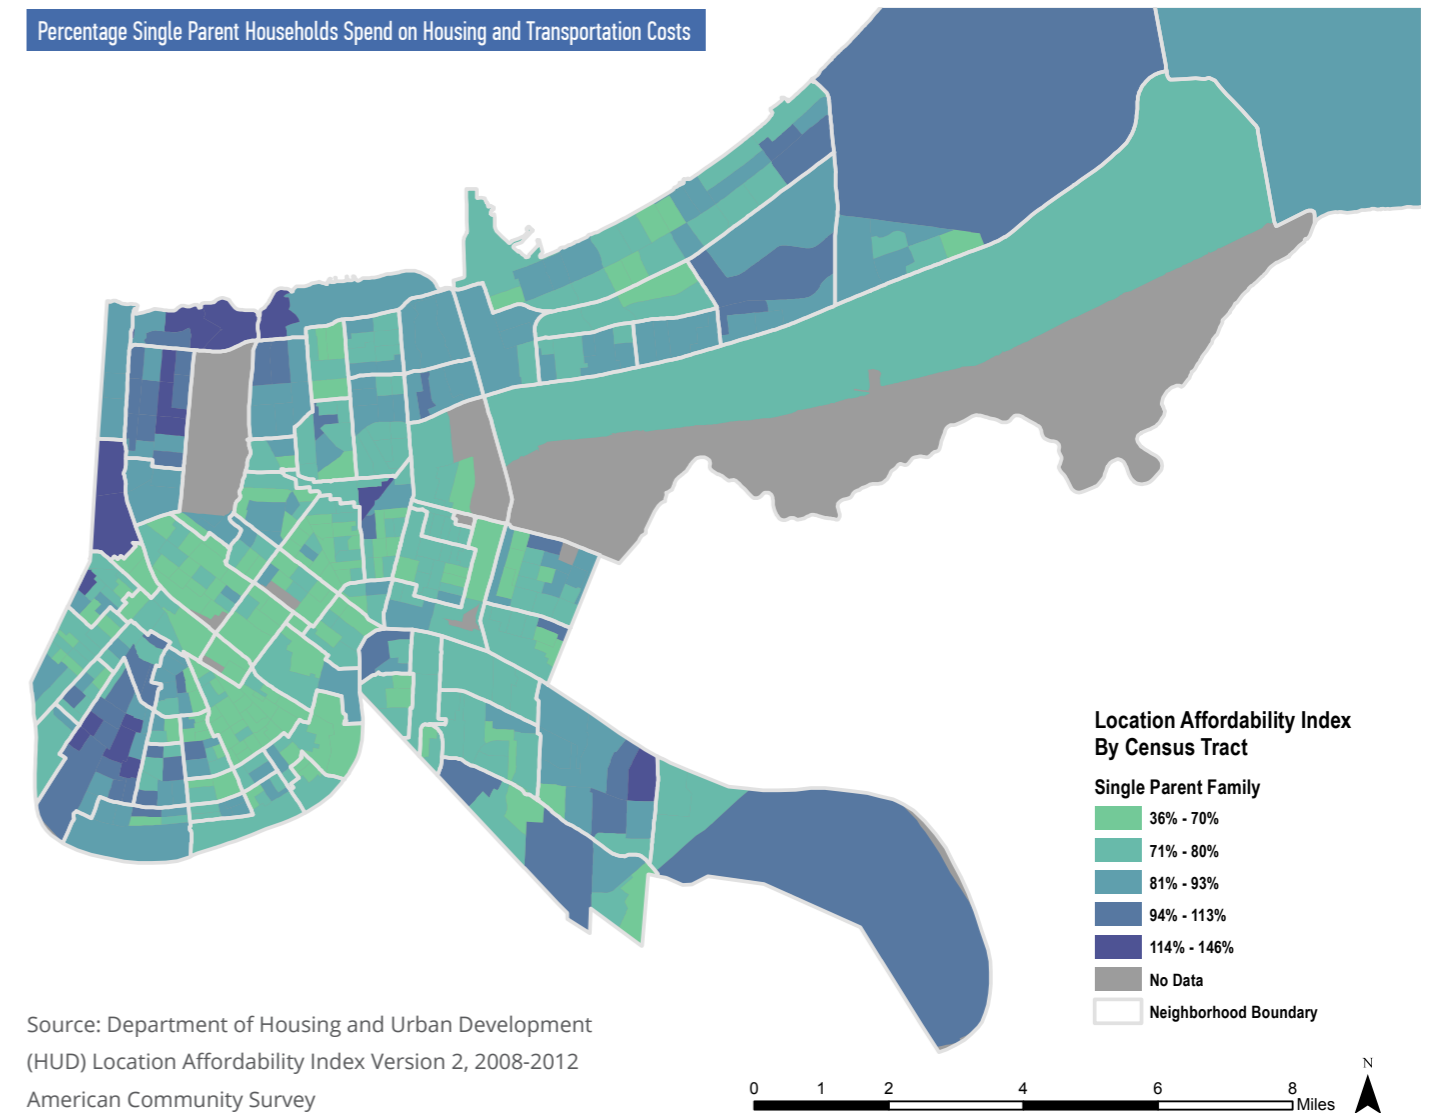 Percentage Single Parent Households Spend on Housing and Transportation Costs
Location Affordability Index
By Census Tract
Single Parent Family
36% - 70%
71% - 80%
81% - 93%
94% - 113%
114% - 146%
No Data
Neighborhood Boundary
Source: Department of Housing and Urban Development
(HUD) Location Affordability Index Version 2, 2008-2012
American Community Survey
0 1 2 4 6 8
Miles
N